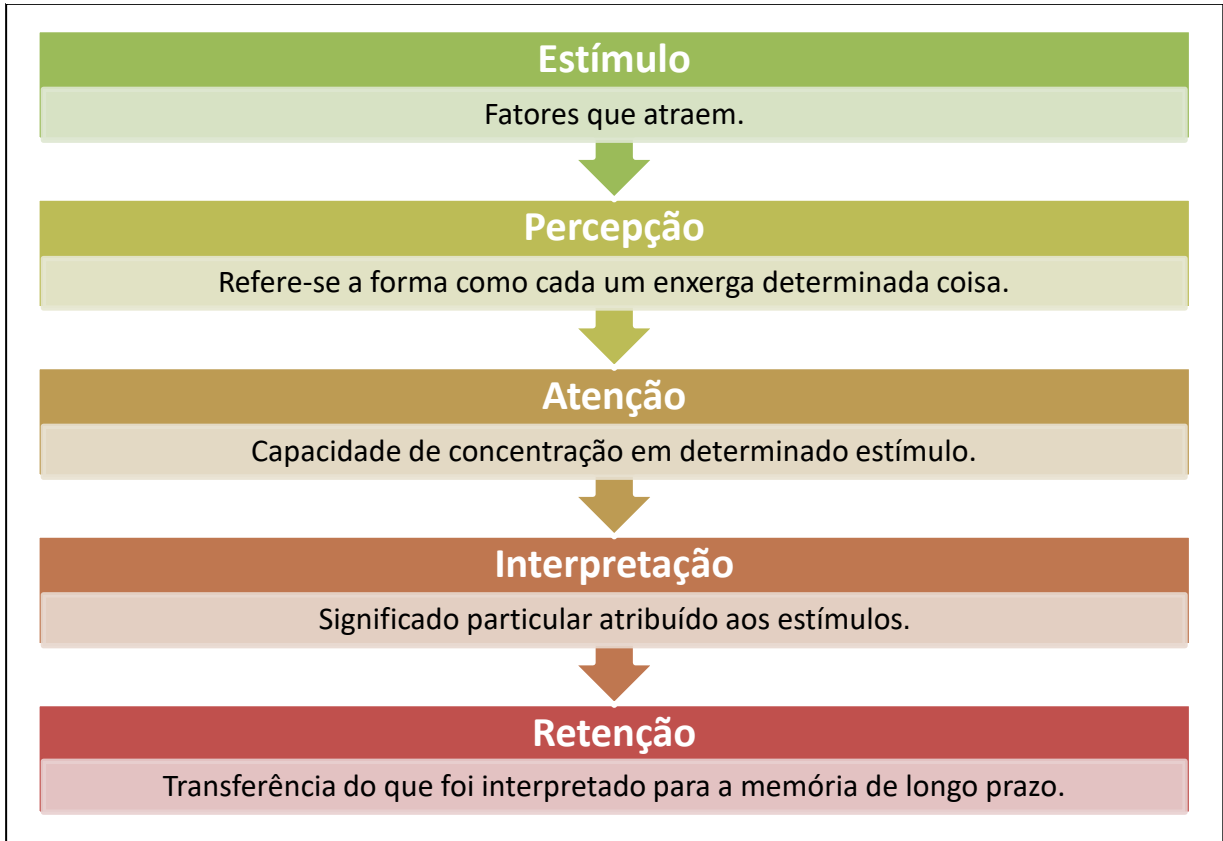 Estímulo
Fatores que atraem.
Percepção
Refere-se a forma como cada um enxerga determinada coisa.
Atenção
Capacidade de concentração em determinado estímulo.
Interpretação
Significado particular atribuído aos estímulos.
Retenção
Transferência do que foi interpretado para a memória de longo prazo.